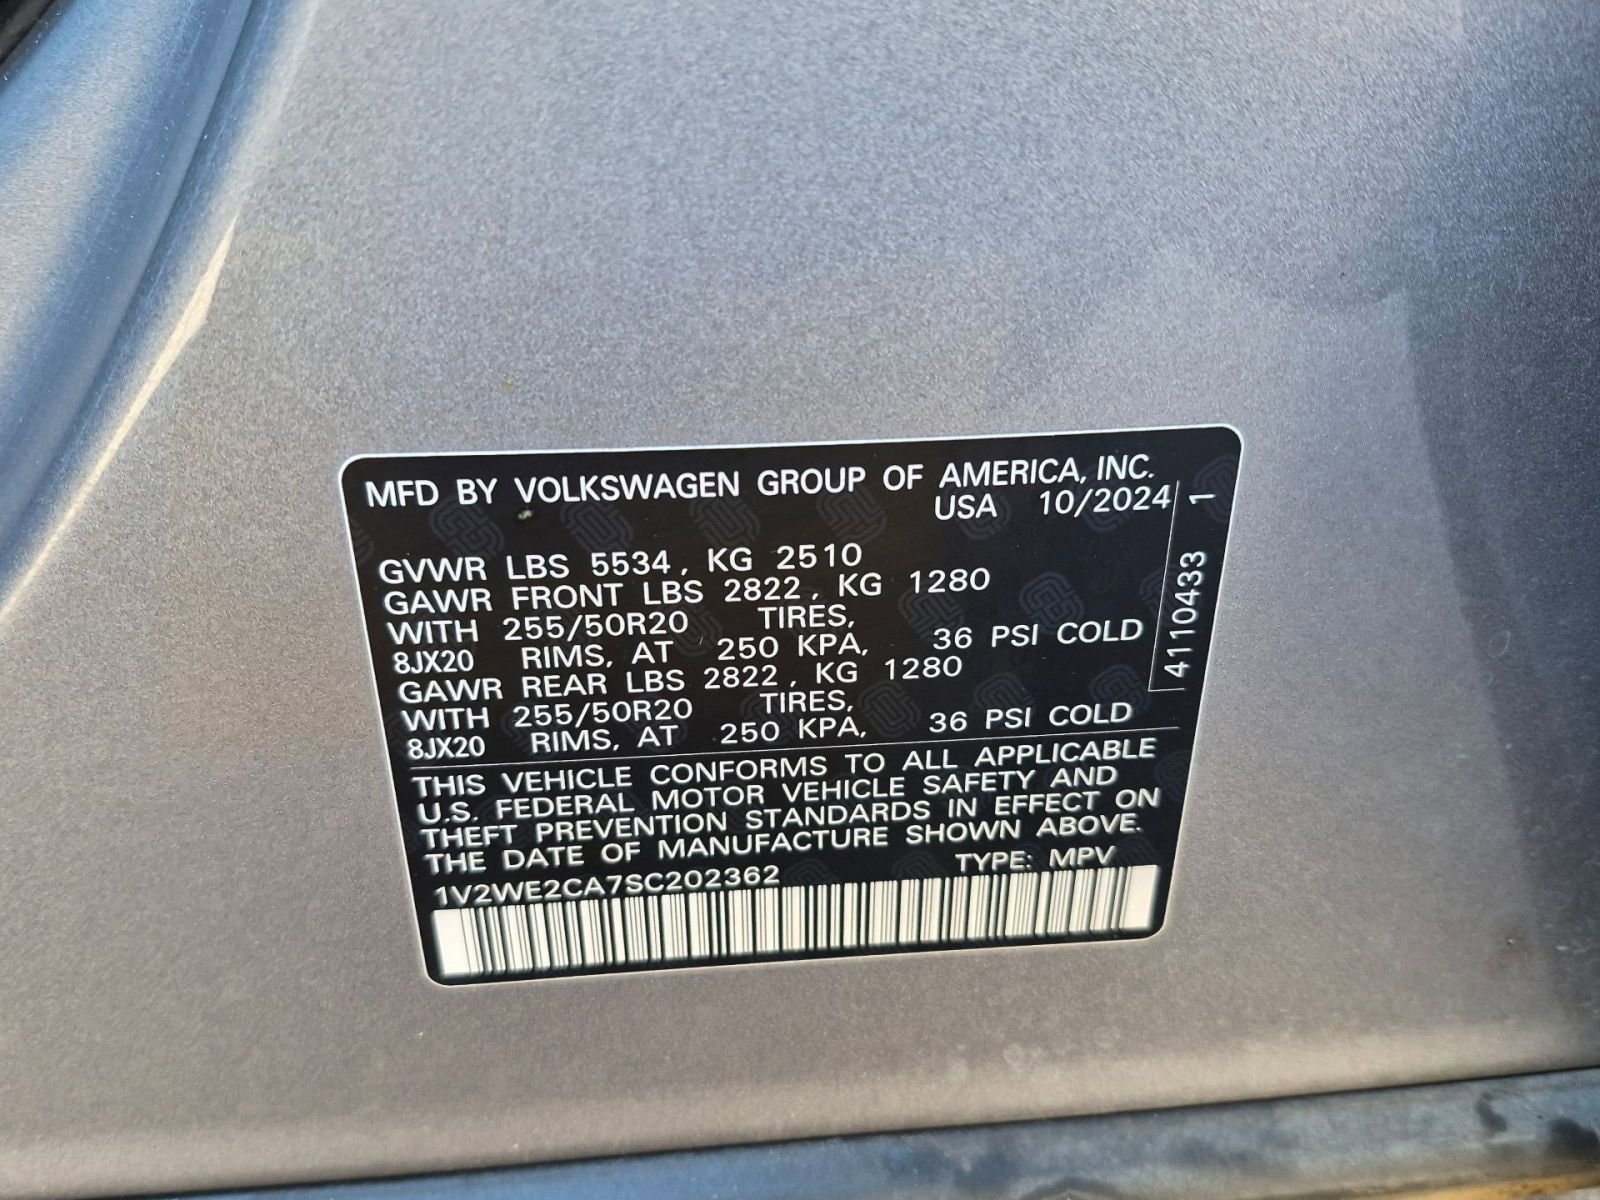 MFD BY VOLKSWAGEN GROUP OF AMERICA, INC.
USA 10/2024
GVWR LBS 5534, KG 2510
GAWR FRONT LBS 2822, KG 1280
WITH 255/50R20 TIRES,
8JX20 RIMS, AT 250 KPA, 36 PSI COLD
GAWR REAR LBS 2822, KG 1280
WITH 255/50R20 TIRES,
8JX20 RIMS, AT 250 KPA, 36 PSI COLD
THIS VEHICLE CONFORMS TO ALL APPLICABLE
U.S. FEDERAL MOTOR VEHICLE SAFETY AND
THEFT PREVENTION STANDARDS IN EFFECT ON
THE DATE OF MANUFACTURE SHOWN ABOVE.
1V2WE2CA7SC202362 TYPE: MPV
4110433 1